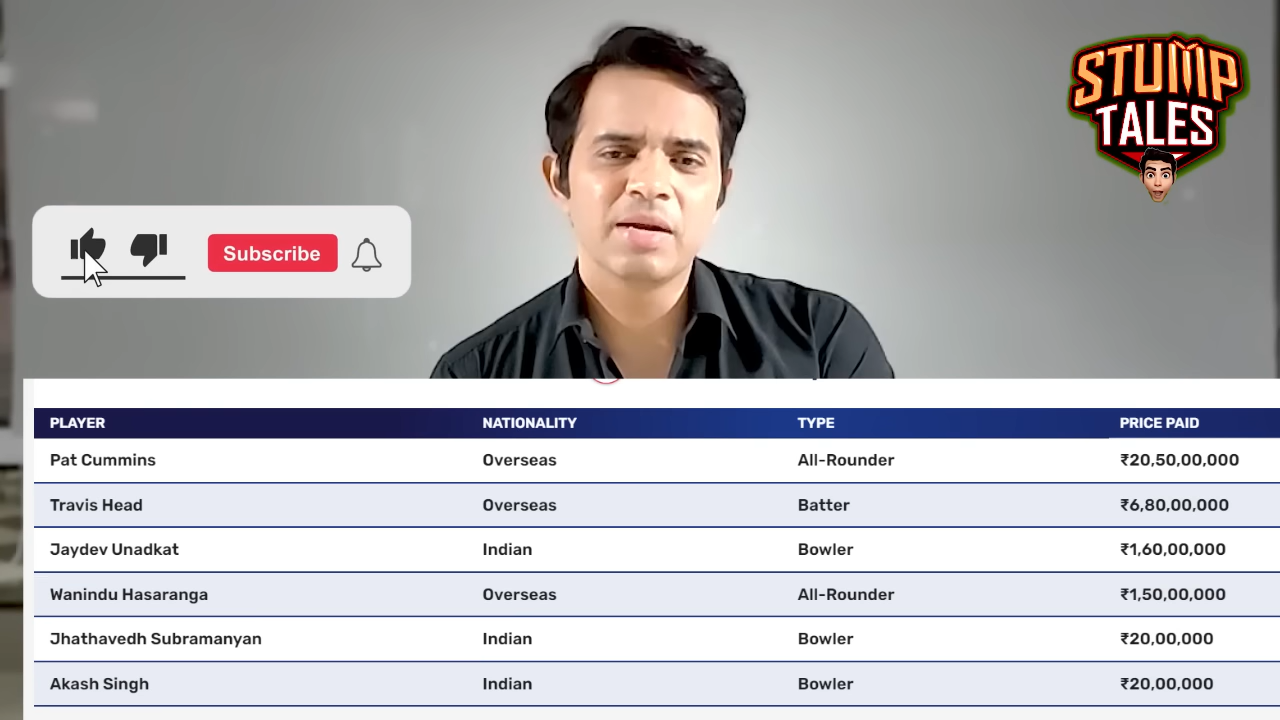 STUMP
TALES
Subscribe
PLAYER NATIONALITY TYPE PRICE PAID
Pat Cummins Overseas All-Rounder ₹20,50,00,000
Travis Head Overseas Batter ₹6,80,00,000
Jaydev Unadkat Indian Bowler ₹1,60,00,000
Wanindu Hasaranga Overseas All-Rounder ₹1,50,00,000
Jhathavedh Subramanyan Indian Bowler ₹20,00,000
Akash Singh Indian Bowler ₹20,00,000